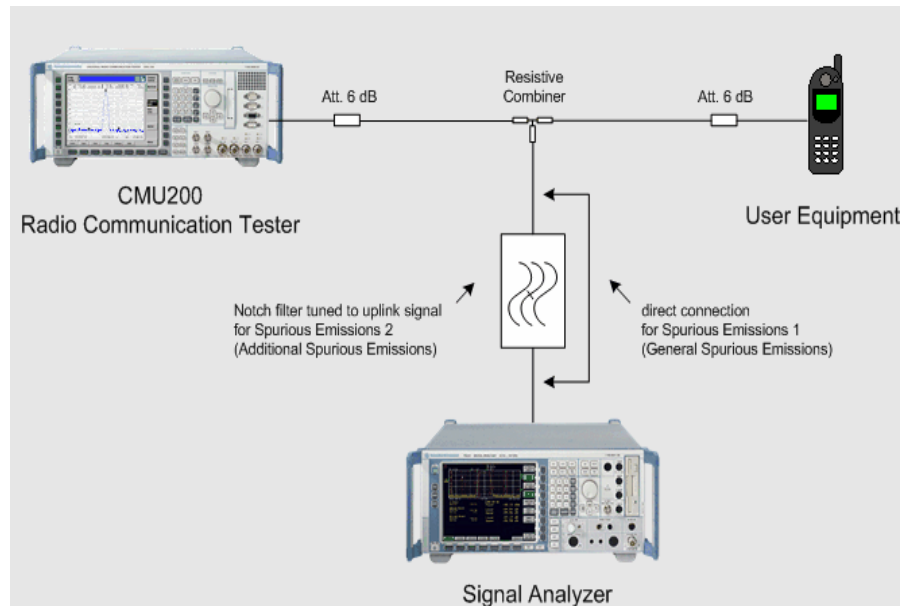 Att. 6 dB
Resistive
Combiner
Att. 6 dB
CMU200
Radio Communication Tester
User Equipment
Notch filter tuned to uplink signal
for Spurious Emissions 2
(Additional Spurious Emissions)
direct connection
for Spurious Emissions 1
(General Spurious Emissions)
Signal Analyzer